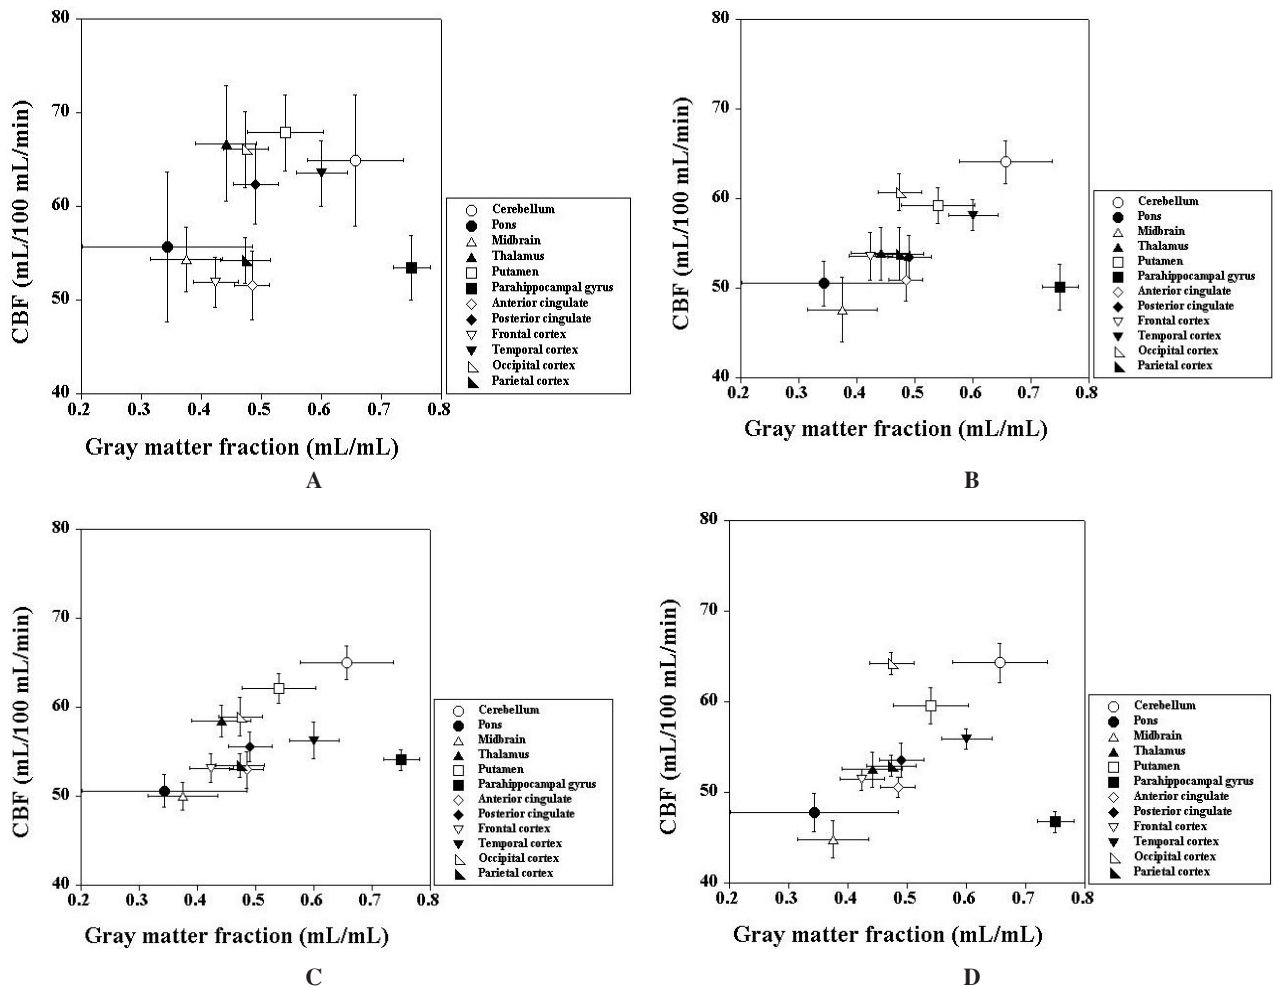 80
70
60
50
40
0.2 0.3 0.4 0.5 0.6 0.7 0.8
CBF (mL/100 mL/min)
Gray matter fraction (mL/mL)
Cerebellum
Pons
Midbrain
Thalamus
Putamen
Parahippocampal gyrus
Anterior cingulate
Posterior cingulate
Frontal cortex
Temporal cortex
Occipital cortex
Parietal cortex
A
80
70
60
50
40
0.2 0.3 0.4 0.5 0.6 0.7 0.8
CBF (mL/100 mL/min)
Gray matter fraction (mL/mL)
Cerebellum
Pons
Midbrain
Thalamus
Putamen
Parahippocampal gyrus
Anterior cingulate
Posterior cingulate
Frontal cortex
Temporal cortex
Occipital cortex
Parietal cortex
B
80
70
60
50
40
0.2 0.3 0.4 0.5 0.6 0.7 0.8
CBF (mL/100 mL/min)
Gray matter fraction (mL/mL)
Cerebellum
Pons
Midbrain
Thalamus
Putamen
Parahippocampal gyrus
Anterior cingulate
Posterior cingulate
Frontal cortex
Temporal cortex
Occipital cortex
Parietal cortex
C
80
70
60
50
40
0.2 0.3 0.4 0.5 0.6 0.7 0.8
CBF (mL/100 mL/min)
Gray matter fraction (mL/mL)
Cerebellum
Pons
Midbrain
Thalamus
Putamen
Parahippocampal gyrus
Anterior cingulate
Posterior cingulate
Frontal cortex
Temporal cortex
Occipital cortex
Parietal cortex
D